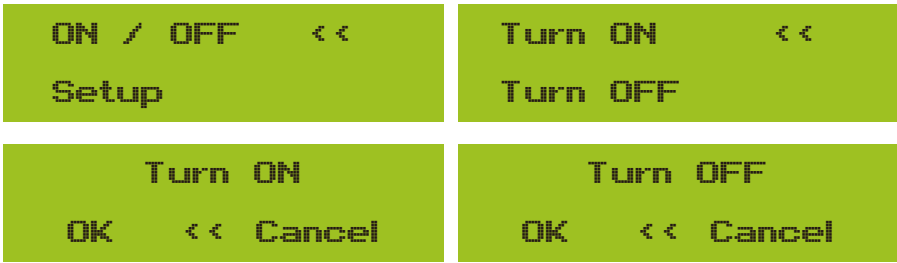 ON / OFF <<
Setup
Turn ON <<
Turn OFF
Turn ON
OK << Cancel
Turn OFF
OK << Cancel